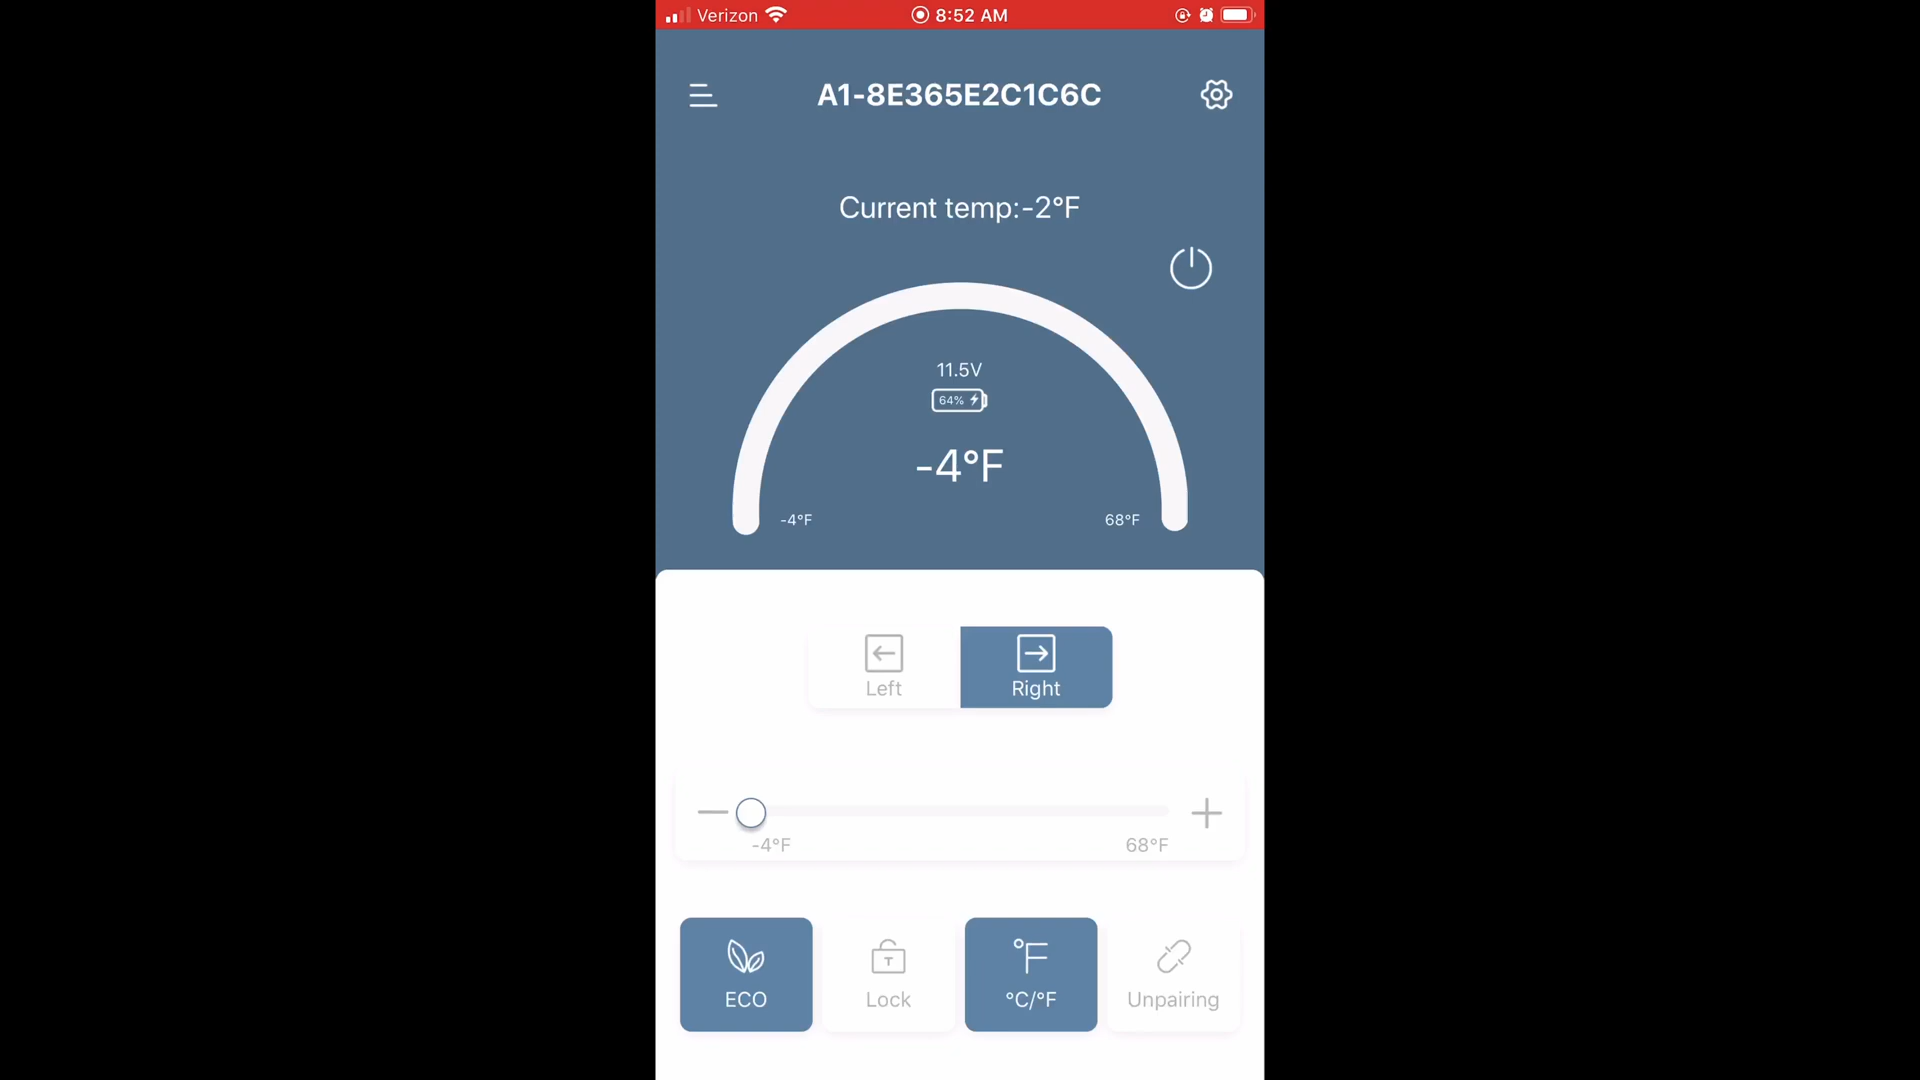 Verizon 8:52 AM
A1-8E365E2C1C6C
Current temp:-2°F
11.5V
64%
-4°F
-4°F 68°F
Left Right
-4°F 68°F
T °F
ECO Lock °C/°F Unpairing